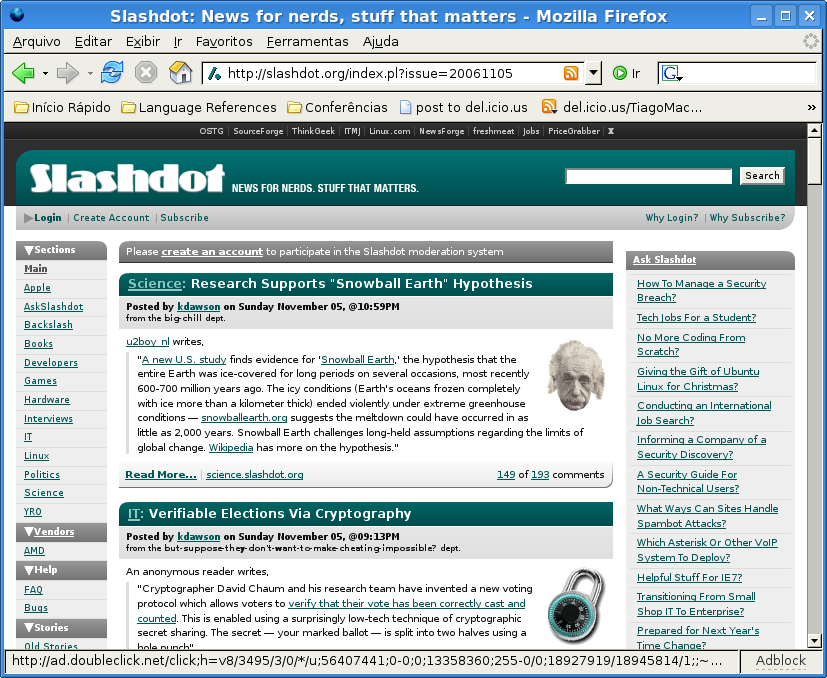 Slashdot: News for nerds, stuff that matters - Mozilla Firefox
Arquivo Editar Exibir Ir Favoritos Ferramentas Ajuda
http://slashdot.org/index.pl?issue=20061105 Ir G
Início Rápido Language References Conferências post to del.icio.us del.icio.us/TiagoMac... »
OSTG | SourceForge | ThinkGeek | ITMJ | Linux.com | NewsForge | freshmeat | Jobs | PriceGrabber | X
Slashdot NEWS FOR NERDS. STUFF THAT MATTERS.
Search
Login | Create Account | Subscribe
Why Login? | Why Subscribe?
Sections
Main
Apple
AskSlashdot
Backslash
Books
Developers
Games
Hardware
Interviews
IT
Linux
Politics
Science
YRO
Vendors
AMD
Help
FAQ
Bugs
Stories
Old Stories
Please create an account to participate in the Slashdot moderation system
Science: Research Supports "Snowball Earth" Hypothesis
Posted by kdawson on Sunday November 05, @10:59PM
from the big-chill dept.
u2boy_nl writes,
"A new U.S. study finds evidence for 'Snowball Earth,' the hypothesis that the
entire Earth was ice-covered for long periods on several occasions, most recently
600-700 million years ago. The icy conditions (Earth's oceans frozen completely
with ice more than a kilometer thick) ended violently under extreme greenhouse
conditions — snowballearth.org suggests the meltdown could have occurred in as
little as 2,000 years. Snowball Earth challenges long-held assumptions regarding the limits of
global change. Wikipedia has more on the hypothesis."
Read More... | science.slashdot.org
149 of 193 comments
IT: Verifiable Elections Via Cryptography
Posted by kdawson on Sunday November 05, @09:13PM
from the but-suppose-they-don't-want-to-make-cheating-impossible? dept.
An anonymous reader writes,
"Cryptographer David Chaum and his research team have invented a new voting
protocol which allows voters to verify that their vote has been correctly cast and
counted. This is enabled using a surprisingly low-tech technique of cryptographic
secret sharing. The secret — your marked ballot — is split into two halves using a
hole punch"
Ask Slashdot
How To Manage a Security
Breach?
Tech Jobs For a Student?
No More Coding From
Scratch?
Giving the Gift of Ubuntu
Linux for Christmas?
Conducting an International
Job Search?
Informing a Company of a
Security Discovery?
A Security Guide For
Non-Technical Users?
What Ways Can Sites Handle
Spambot Attacks?
Which Asterisk Or Other VoIP
System To Deploy?
Helpful Stuff For IE7?
Transitioning From Small
Shop IT To Enterprise?
Prepared for Next Year's
Time Change?
http://ad.doubleclick.net/click;h=v8/3495/3/0/*/u;56407441;0-0;0;13358360;255-0/0;18927919/18945814/1;;~...
Adblock